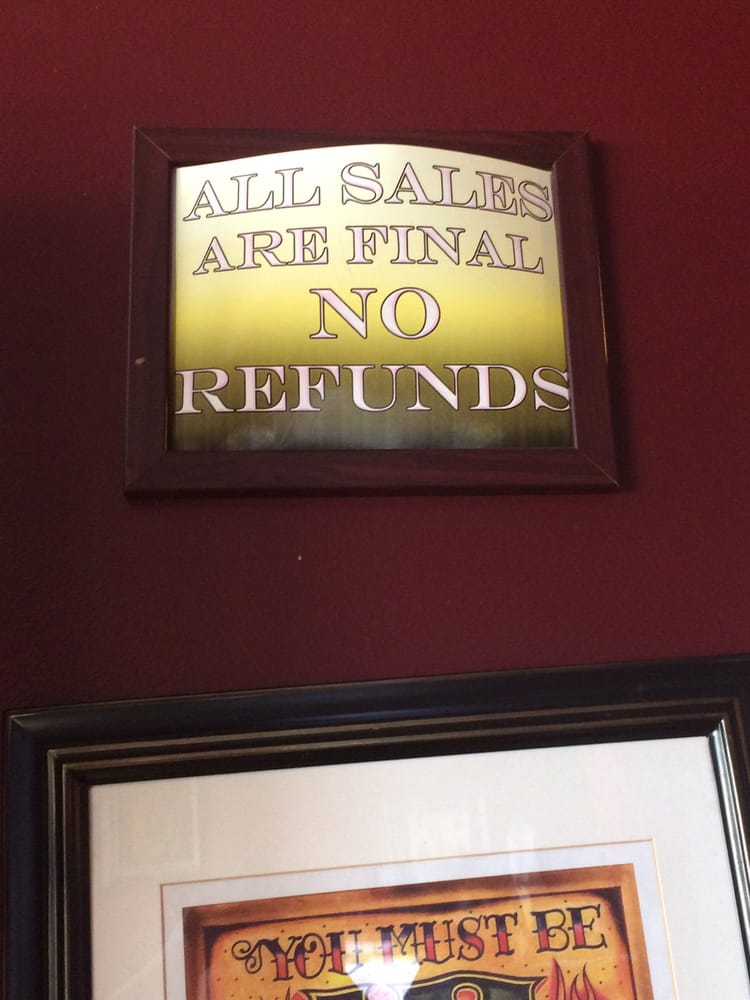 ALL SALES
ARE FINAL
NO
REFUNDS
YOU MUST BE